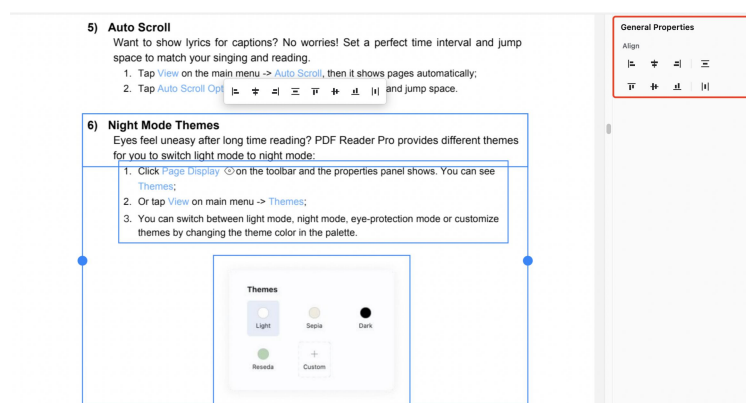 5) Auto Scroll
Want to show lyrics for captions? No worries! Set a perfect time interval and jump
space to match your singing and reading.
1. Tap View on the main menu -> Auto Scroll, then it shows pages automatically;
2. Tap Auto Scroll Opt and jump space.
6) Night Mode Themes
Eyes feel uneasy after long time reading? PDF Reader Pro provides different themes
for you to switch light mode to night mode:
1. Click Page Display on the toolbar and the properties panel shows. You can see
Themes;
2. Or tap View on main menu -> Themes;
3. You can switch between light mode, night mode, eye-protection mode or customize
themes by changing the theme color in the palette.
Themes
Light Sepia Dark
Reseda Custom
General Properties
Align